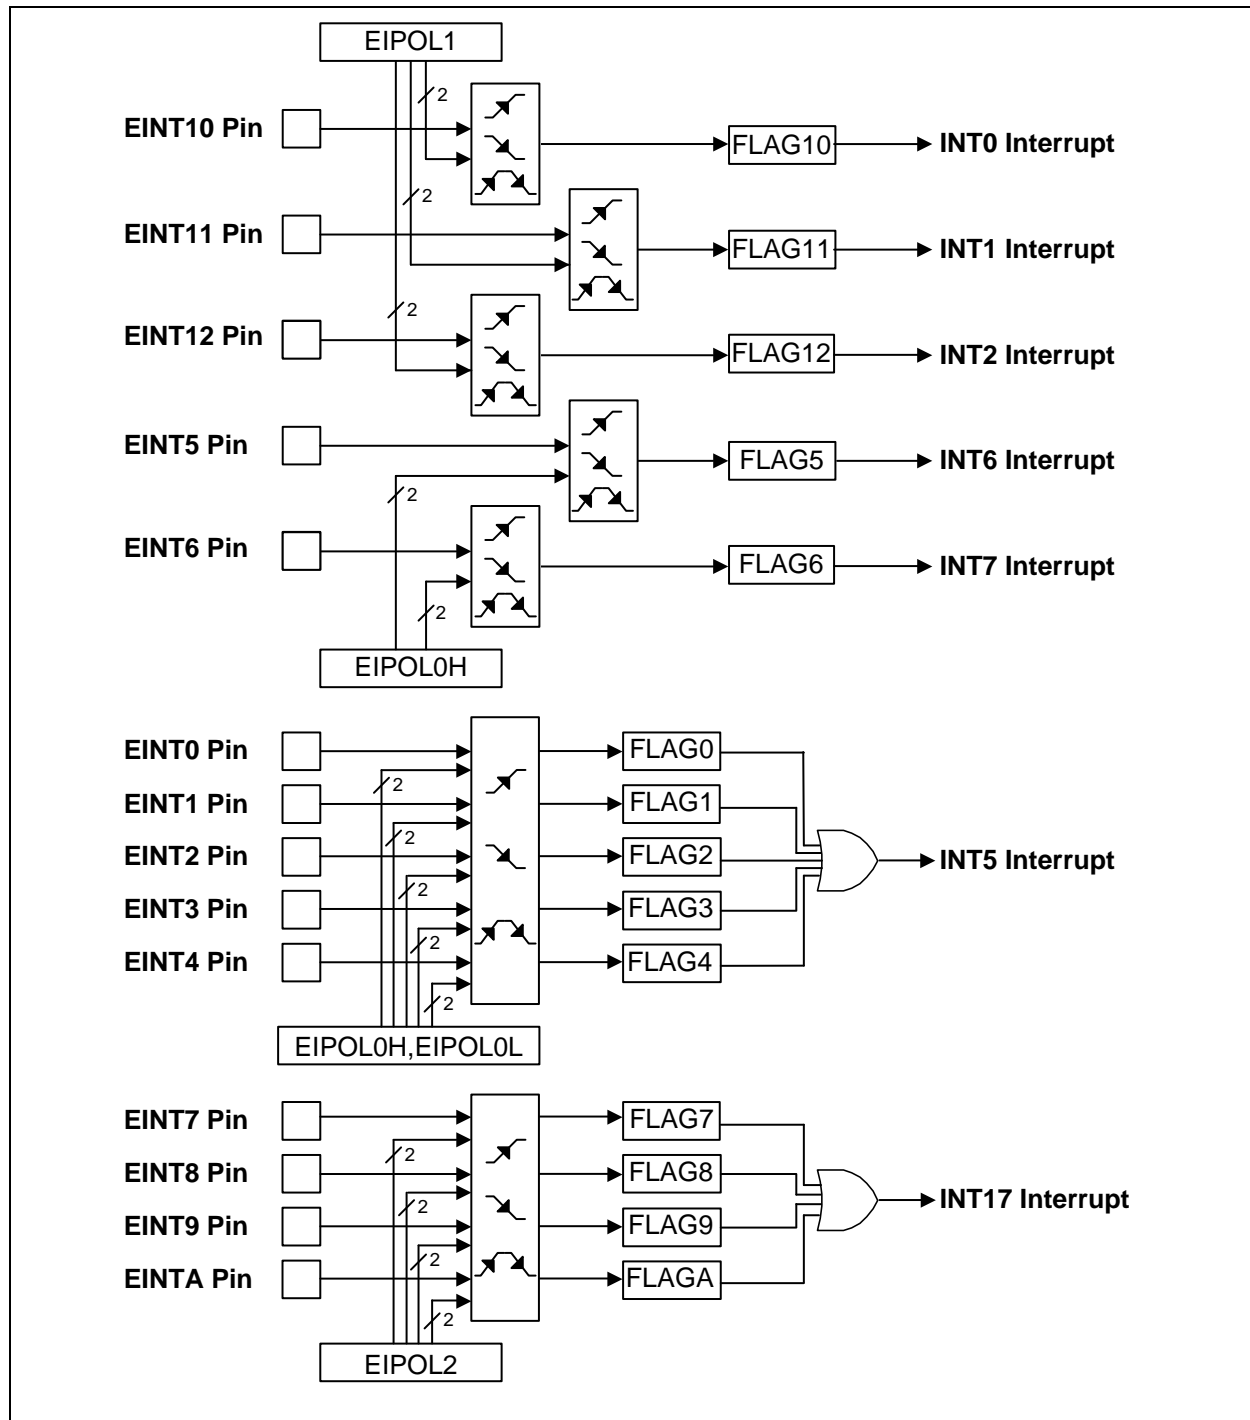 EIPOL1
2
EINT10 Pin
FLAG10
INT0 Interrupt
2
EINT11 Pin
FLAG11
INT1 Interrupt
2
EINT12 Pin
FLAG12
INT2 Interrupt
EINT5 Pin
FLAG5
INT6 Interrupt
2
EINT6 Pin
FLAG6
INT7 Interrupt
2
EIPOL0H
EINT0 Pin
FLAG0
2
EINT1 Pin
FLAG1
2
EINT2 Pin
FLAG2
INT5 Interrupt
2
EINT3 Pin
FLAG3
2
EINT4 Pin
FLAG4
2
EIPOL0H,EIPOL0L
EINT7 Pin
FLAG7
2
EINT8 Pin
FLAG8
INT17 Interrupt
2
EINT9 Pin
FLAG9
2
EINTA Pin
FLAGA
2
EIPOL2